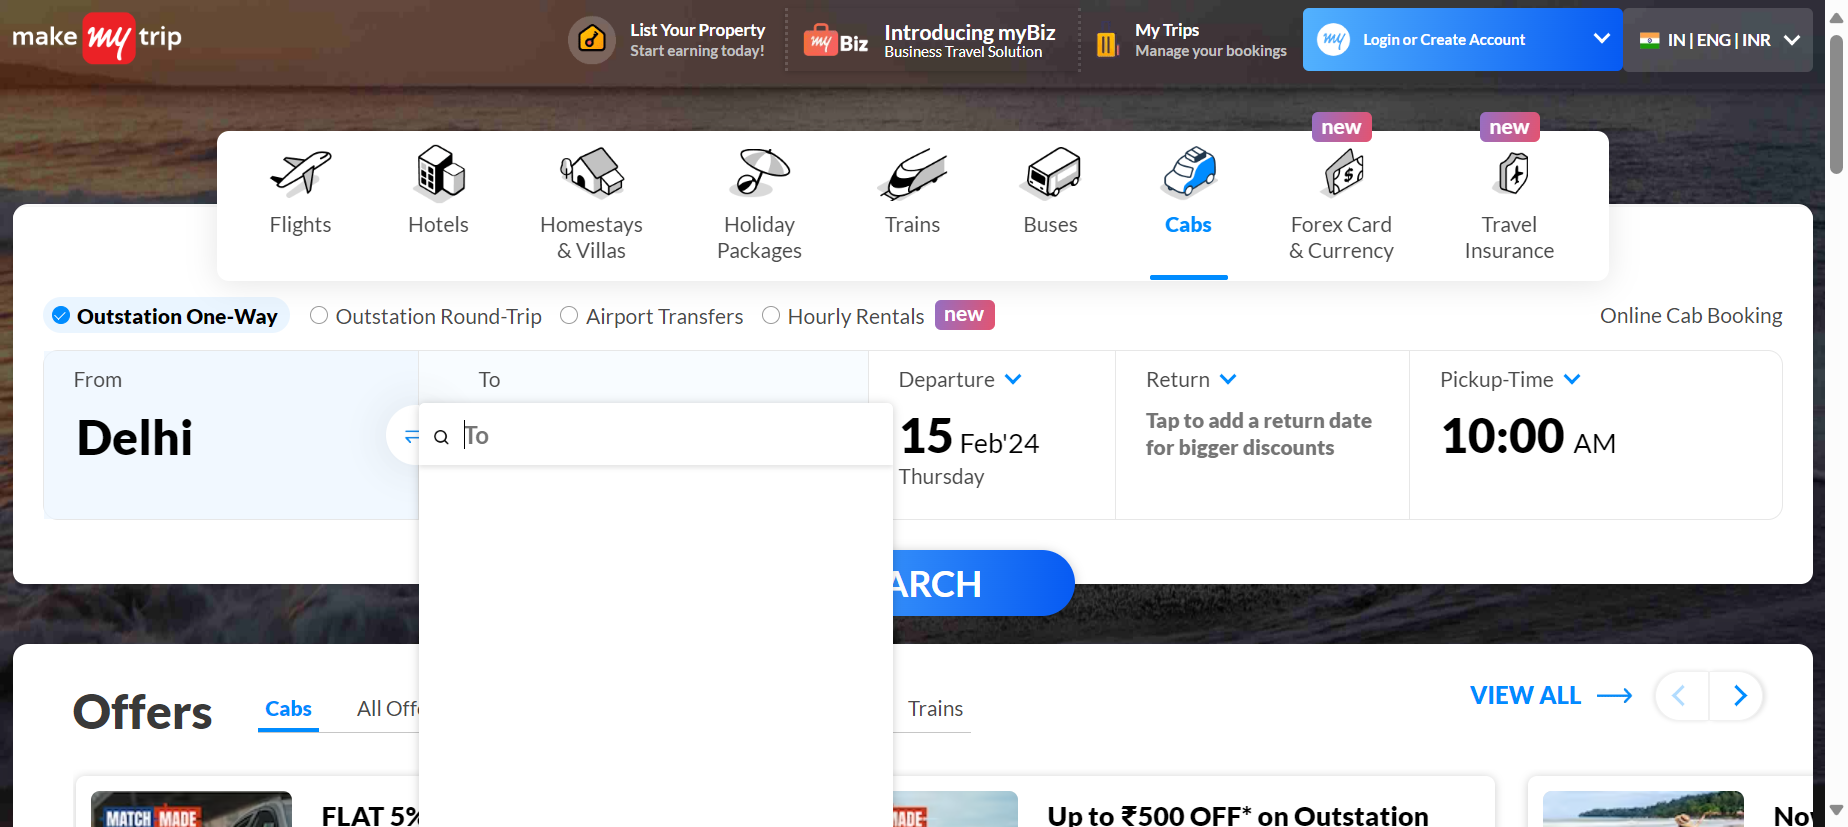 make my trip
List Your Property
Start earning today!
my Biz
Introducing myBiz
Business Travel Solution
My Trips
Manage your bookings
my Login or Create Account
IN | ENG | INR
new
new
Flights
Hotels
Homestays
& Villas
Holiday
Packages
Trains
Buses
Cabs
Forex Card
& Currency
Travel
Insurance
Outstation One-Way
Outstation Round-Trip
Airport Transfers
Hourly Rentals
new
Online Cab Booking
From
Delhi
To
To
Departure
15 Feb'24
Thursday
Return
Tap to add a return date
for bigger discounts
Pickup-Time
10:00 AM
ARCH
Offers
Cabs
All Offe
Trains
VIEW ALL
MATCH MADE
FLAT 5%
MADE
Up to ₹500 OFF* on Outstation
Now